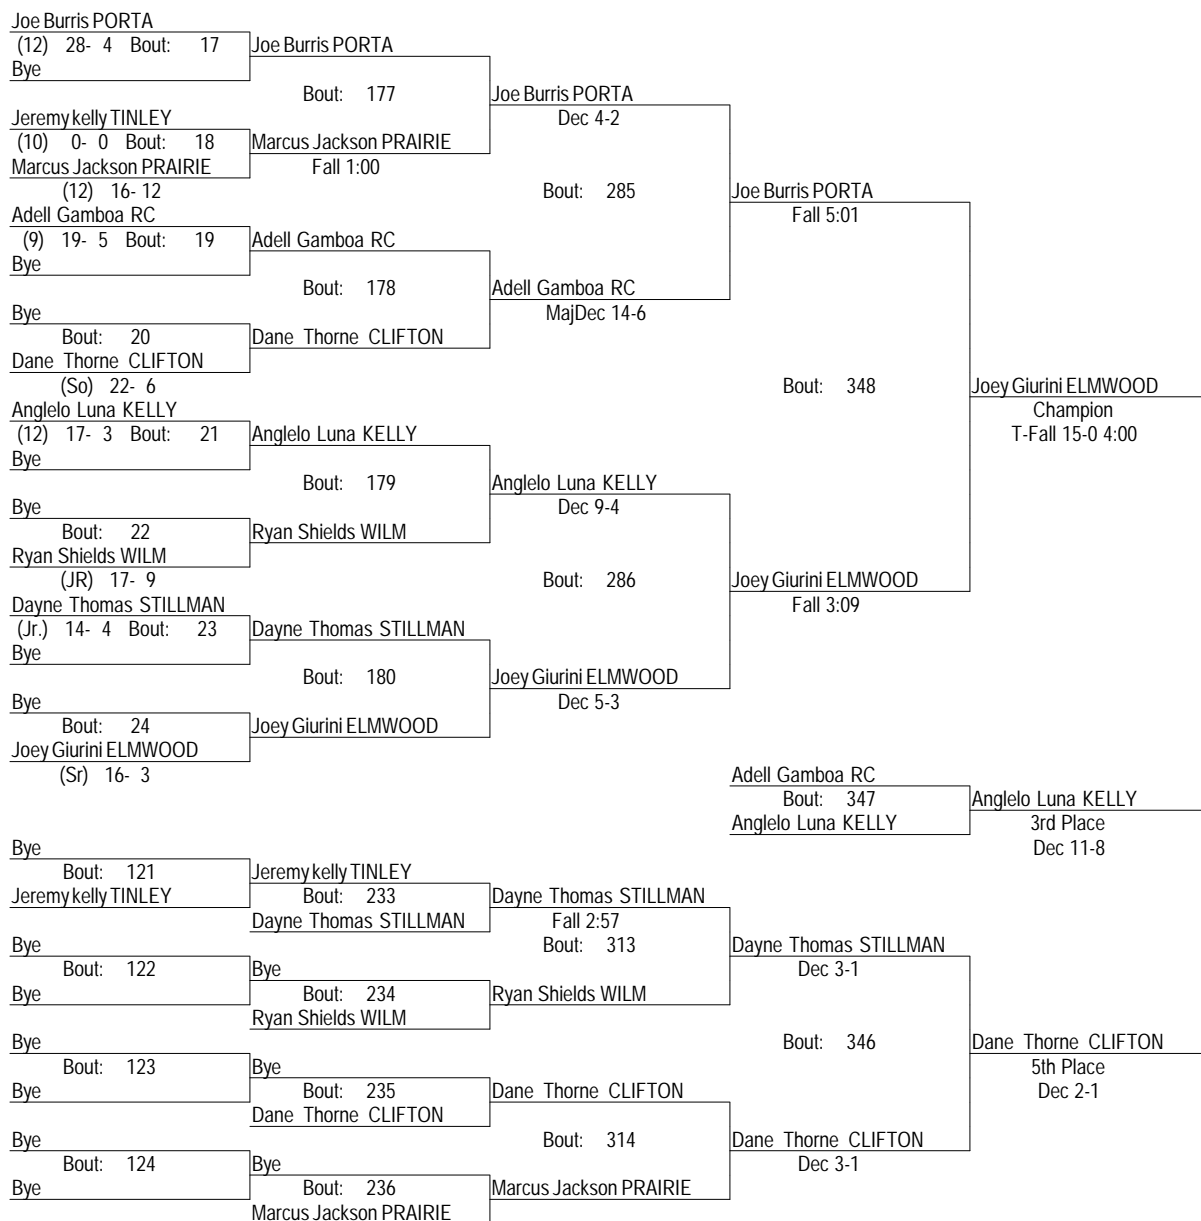 Joe Burris PORTA
(12) 28- 4 Bout: 17 Joe Burris PORTA
Bye
Bout: 177 Joe Burris PORTA
Jeremy kelly TINLEY Dec 4-2
(10) 0- 0 Bout: 18 Marcus Jackson PRAIRIE
Marcus Jackson PRAIRIE Fall 1:00
(12) 16- 12 Bout: 285 Joe Burris PORTA
Adell Gamboa RC Fall 5:01
(9) 19- 5 Bout: 19 Adell Gamboa RC
Bye
Bout: 178 Adell Gamboa RC
Bye MajDec 14-6
Bout: 20 Dane Thorne CLIFTON
Dane Thorne CLIFTON
(So) 22- 6 Bout: 348 Joey Giurini ELMWOOD
Anglelo Luna KELLY Champion
(12) 17- 3 Bout: 21 Anglelo Luna KELLY T-Fall 15-0 4:00
Bye
Bout: 179 Anglelo Luna KELLY
Bye Dec 9-4
Bout: 22 Ryan Shields WILM
Ryan Shields WILM
(JR) 17- 9 Bout: 286 Joey Giurini ELMWOOD
Dayne Thomas STILLMAN Fall 3:09
(Jr.) 14- 4 Bout: 23 Dayne Thomas STILLMAN
Bye
Bout: 180 Joey Giurini ELMWOOD
Bye Dec 5-3
Bout: 24 Joey Giurini ELMWOOD
Joey Giurini ELMWOOD
(Sr) 16- 3 Adell Gamboa RC
Bout: 347 Anglelo Luna KELLY
Anglelo Luna KELLY 3rd Place
Bye Dec 11-8
Bout: 121 Jeremy kelly TINLEY
Jeremy kelly TINLEY Bout: 233 Dayne Thomas STILLMAN
Dayne Thomas STILLMAN Fall 2:57
Bye Bout: 313 Dayne Thomas STILLMAN
Bout: 122 Bye Dec 3-1
Bye Bout: 234 Ryan Shields WILM
Ryan Shields WILM
Bye Bout: 346 Dane Thorne CLIFTON
Bout: 123 Bye 5th Place
Bye Bout: 235 Dane Thorne CLIFTON Dec 2-1
Dane Thorne CLIFTON
Bye Bout: 314 Dane Thorne CLIFTON
Bout: 124 Bye Dec 3-1
Bye Bout: 236 Marcus Jackson PRAIRIE
Marcus Jackson PRAIRIE